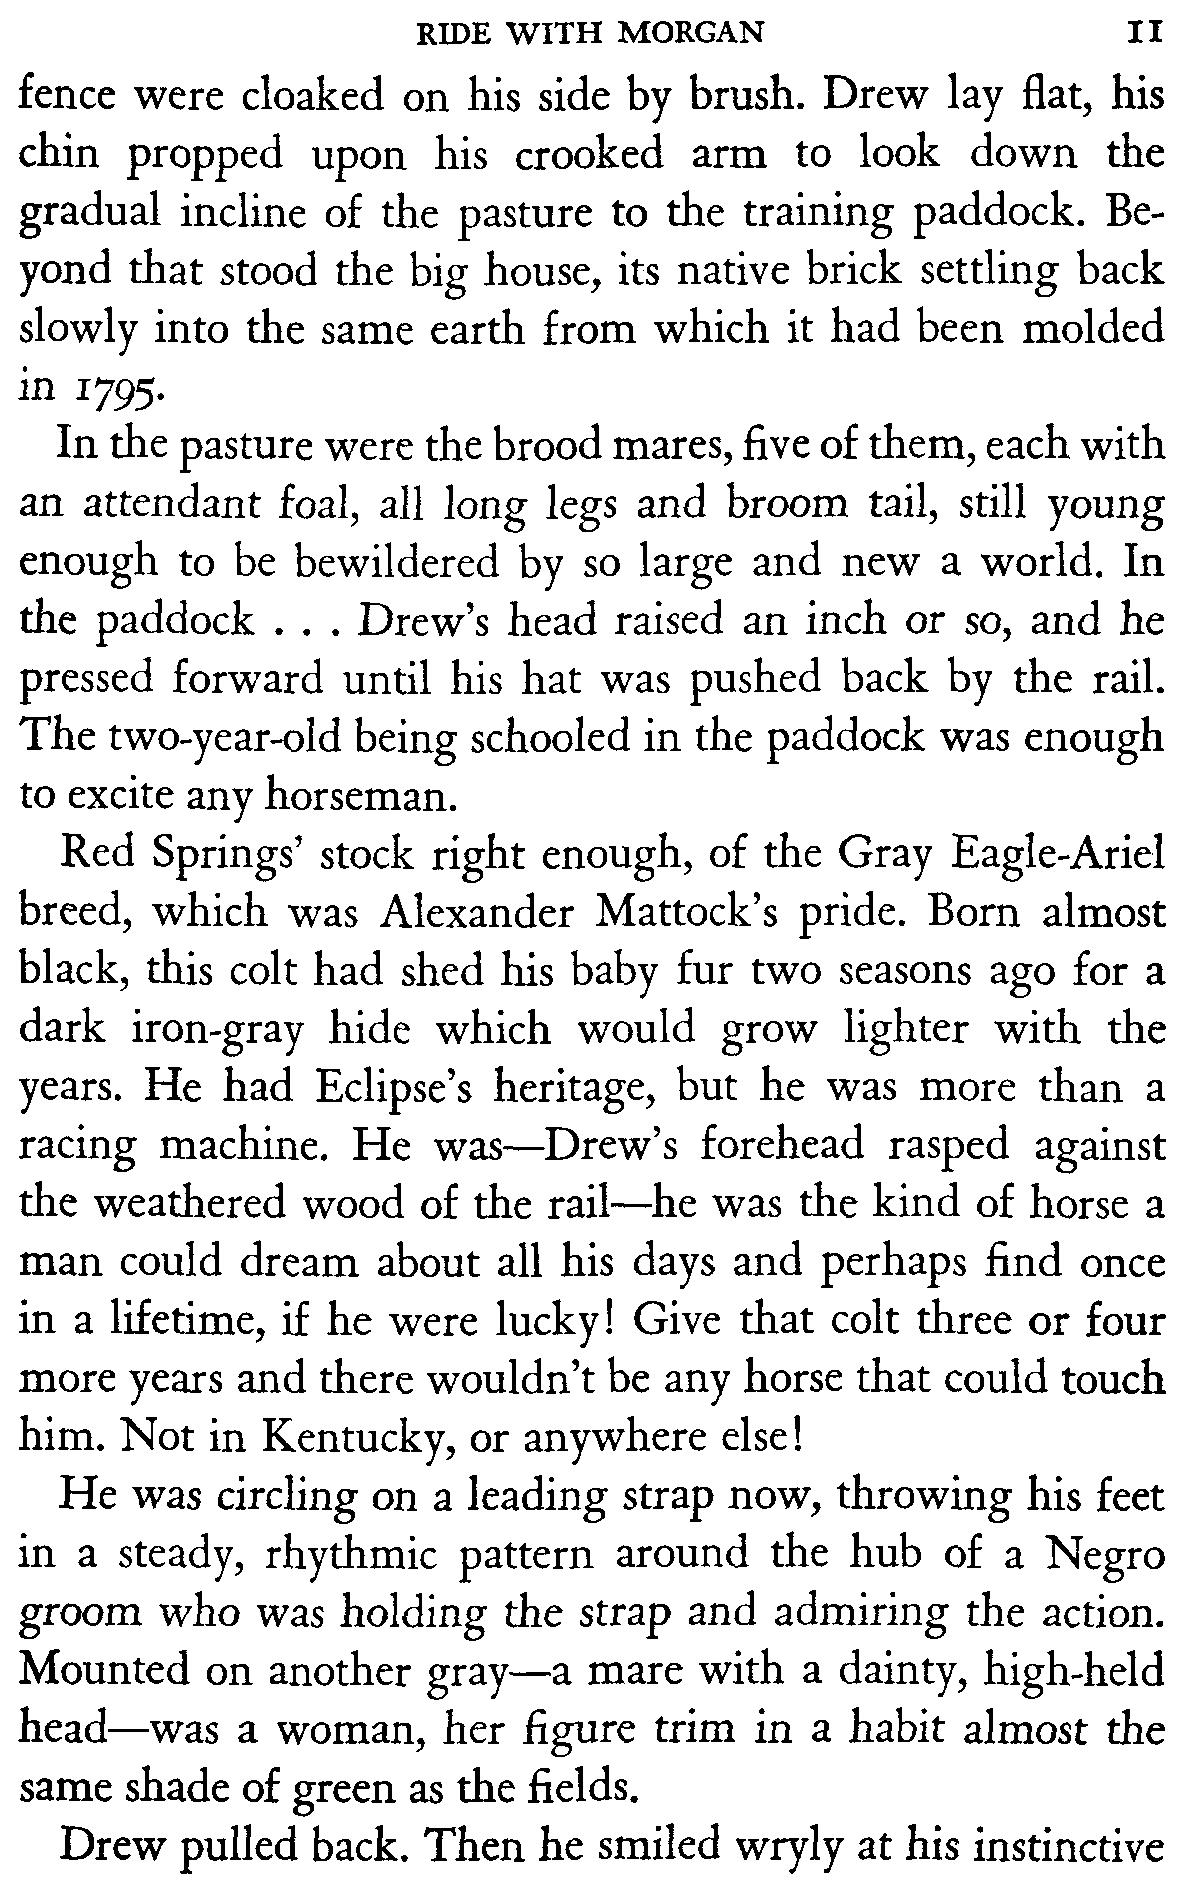 RIDE WITH MORGAN 11
fence were cloaked on his side by brush. Drew lay flat, his
chin propped upon his crooked arm to look down the
gradual incline of the pasture to the training paddock. Be-
yond that stood the big house, its native brick settling back
slowly into the same earth from which it had been molded
in 1795.
In the pasture were the brood mares, five of them, each with
an attendant foal, all long legs and broom tail, still young
enough to be bewildered by so large and new a world. In
the paddock . . . Drew's head raised an inch or so, and he
pressed forward until his hat was pushed back by the rail.
The two-year-old being schooled in the paddock was enough
to excite any horseman.
Red Springs' stock right enough, of the Gray Eagle-Ariel
breed, which was Alexander Mattock's pride. Born almost
black, this colt had shed his baby fur two seasons ago for a
dark iron-gray hide which would grow lighter with the
years. He had Eclipse's heritage, but he was more than a
racing machine. He was—Drew's forehead rasped against
the weathered wood of the rail—he was the kind of horse a
man could dream about all his days and perhaps find once
in a lifetime, if he were lucky! Give that colt three or four
more years and there wouldn't be any horse that could touch
him. Not in Kentucky, or anywhere else!
He was circling on a leading strap now, throwing his feet
in a steady, rhythmic pattern around the hub of a Negro
groom who was holding the strap and admiring the action.
Mounted on another gray—a mare with a dainty, high-held
head—was a woman, her figure trim in a habit almost the
same shade of green as the fields.
Drew pulled back. Then he smiled wryly at his instinctive